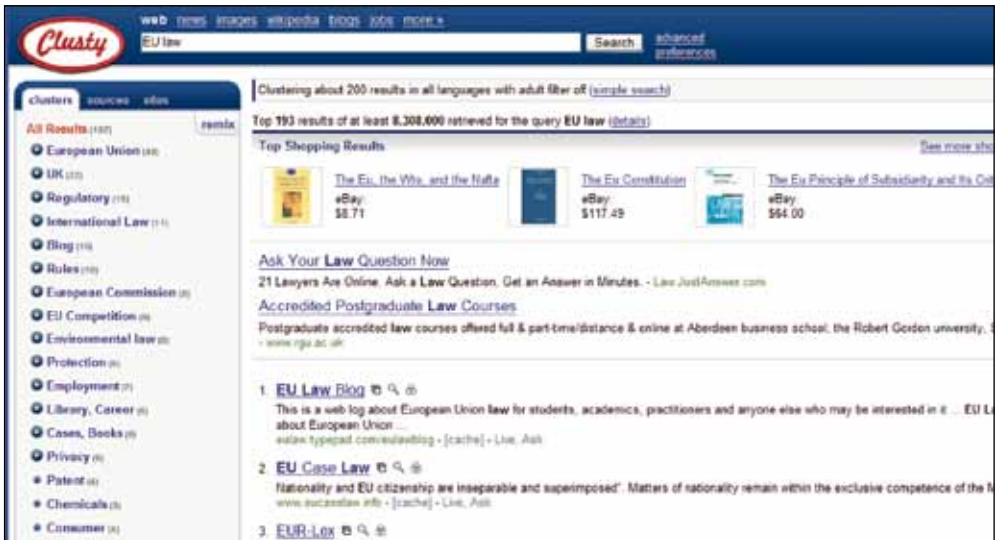 web news images wikipedia blogs jobs more »
Clusty
EU law
Search
advanced
preferences
clusters sources sites
remix
All Results
European Union
UK
Regulatory
International Law
Blog
Rules
European Commission
EU Competition
Environmental law
Protection
Employment
Library, Career
Cases, Books
Privacy
Patent
Chemicals
Consumer
Clustering about 200 results in all languages with adult filter off (simple search)
Top 193 results of at least 8,308,000 retrieved for the query EU law (details)
Top Shopping Results
See more sho
The Eu, the Wto, and the Nafta
eBay:
$8.71
The Eu Constitution
eBay:
$117.49
The Eu Principle of Subsidiarity and Its Crit
eBay:
$64.00
Ask Your Law Question Now
21 Lawyers Are Online. Ask a Law Question, Get an Answer in Minutes. - Law.JustAnswer.com
Accredited Postgraduate Law Courses
Postgraduate accredited law courses offered full & part-time/distance & online at Aberdeen business school, the Robert Gordon university, S
- www.rgu.ac.uk
1. EU Law Blog
This is a web log about European Union law for students, academics, practitioners and anyone else who may be interested in it ... EU La
about European Union ...
eulaw.typepad.com/eulawblog - [cache] - Live, Ask
2. EU Case Law
Nationality and EU citizenship are inseparable and superimposed". Matters of nationality remain within the exclusive competence of the M
www.eucaselaw.info - [cache] - Live, Ask
3. EUR-Lex